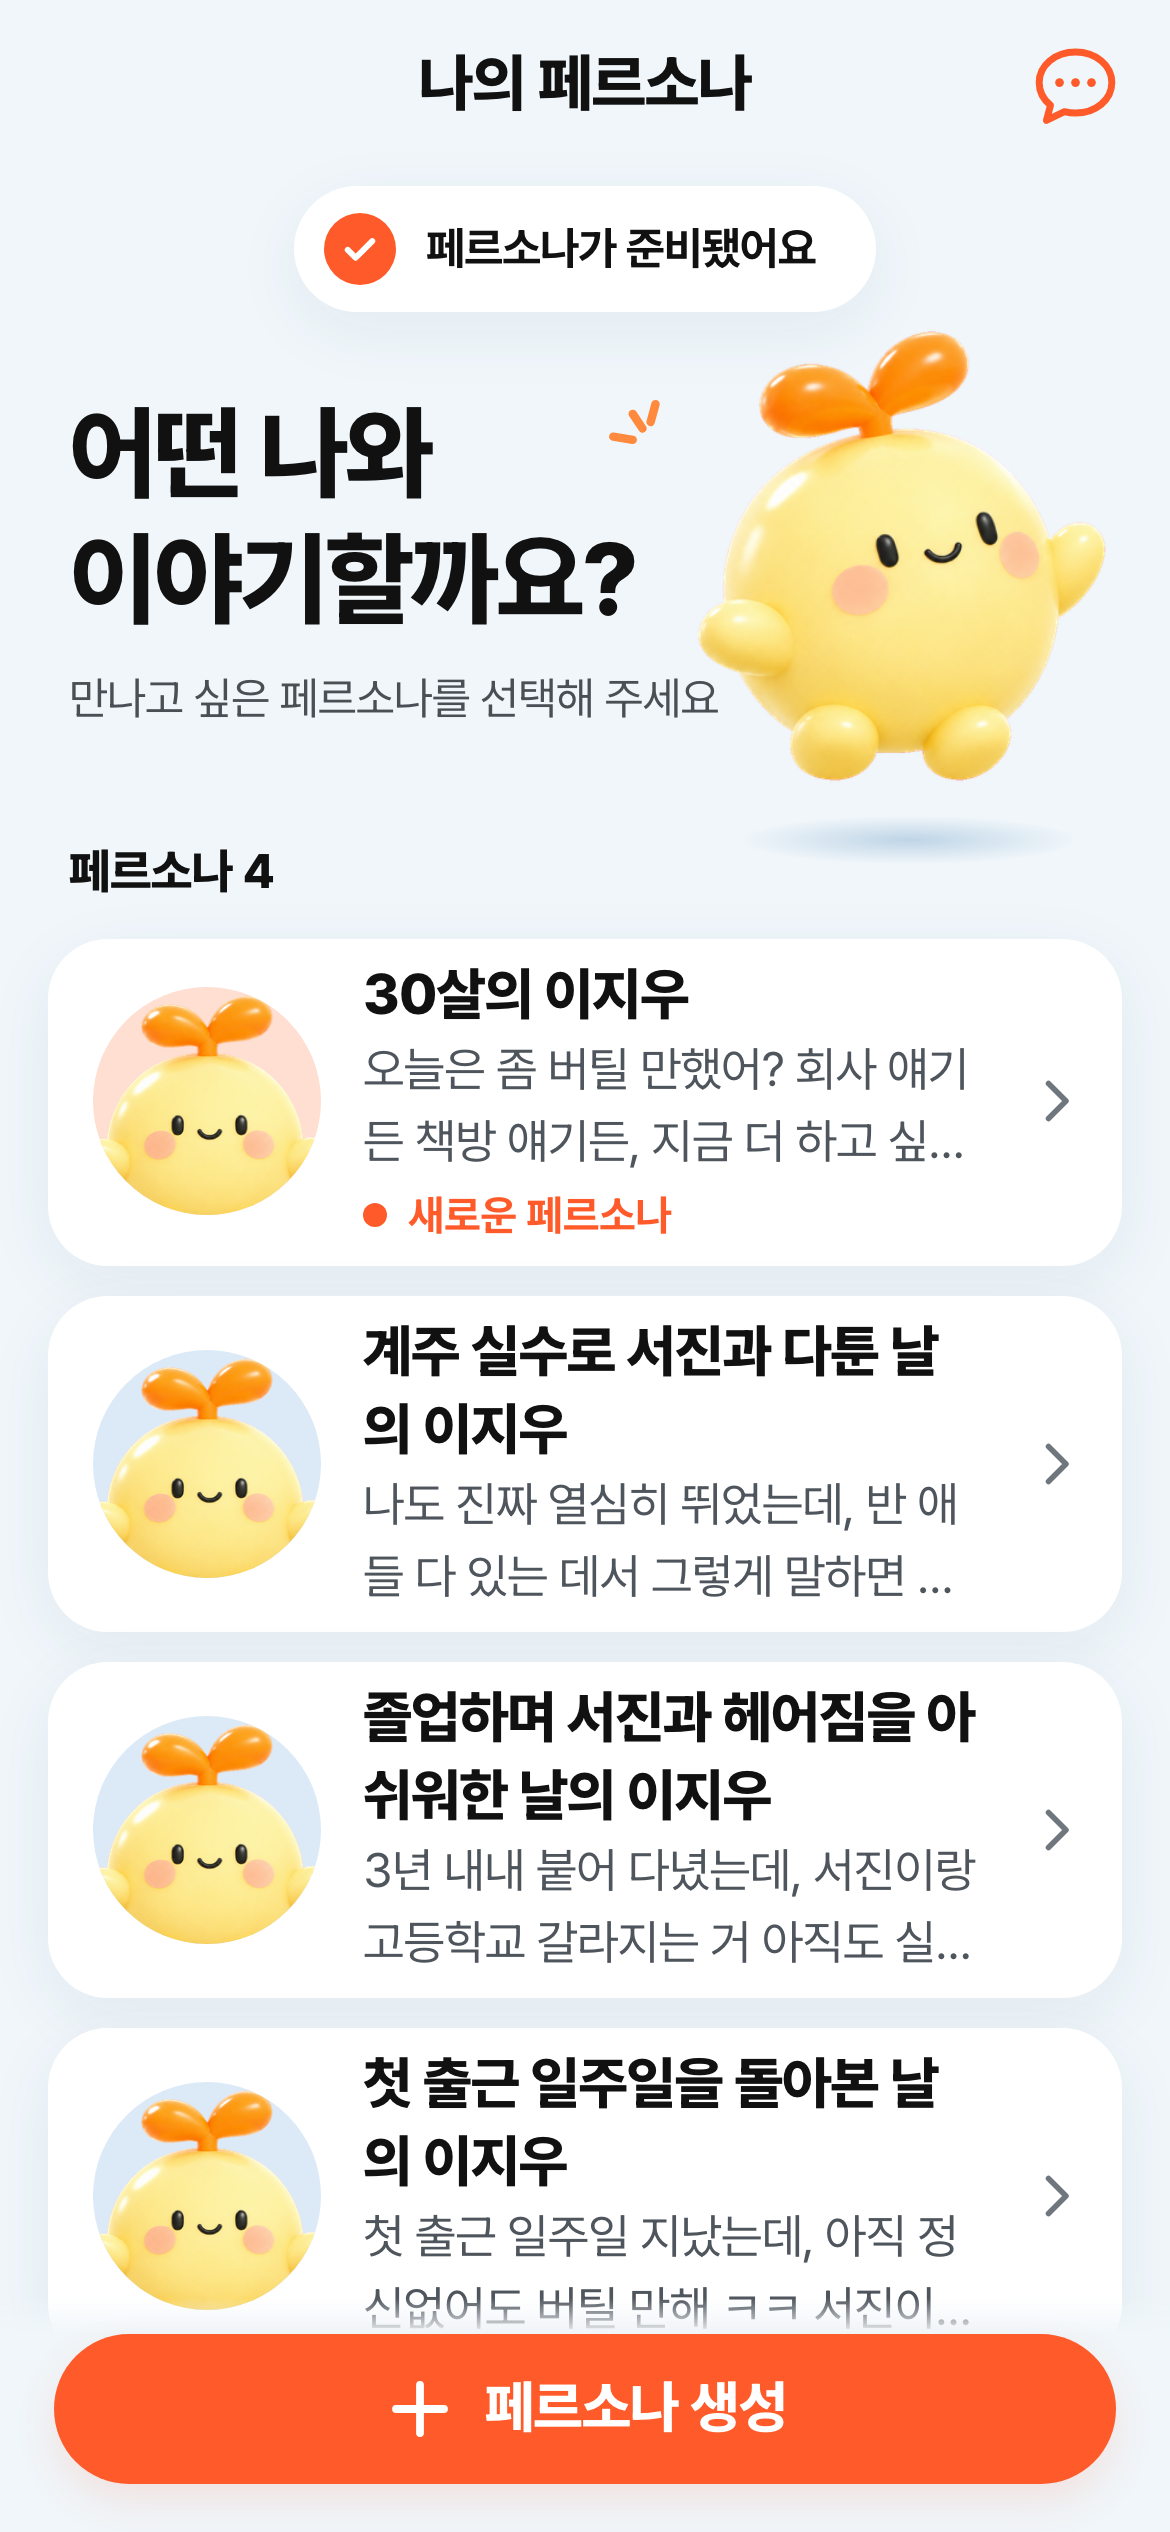 나의 페르소나
페르소나가 준비됐어요
어떤 나와
이야기할까요?
만나고 싶은 페르소나를 선택해 주세요
페르소나 4
30살의 이지우
오늘은 좀 버틸 만했어? 회사 얘기
든 책방 얘기든, 지금 더 하고 싶...
새로운 페르소나
계주 실수로 서진과 다툰 날
의 이지우
나도 진짜 열심히 뛰었는데, 반 애
들 다 있는 데서 그렇게 말하면 ...
졸업하며 서진과 헤어짐을 아
쉬워한 날의 이지우
3년 내내 붙어 다녔는데, 서진이랑
고등학교 갈라지는 거 아직도 실...
첫 출근 일주일을 돌아본 날
의 이지우
첫 출근 일주일 지났는데, 아직 정
신없어도 버틸 만해 ㅋㅋ 서진이...
페르소나 생성